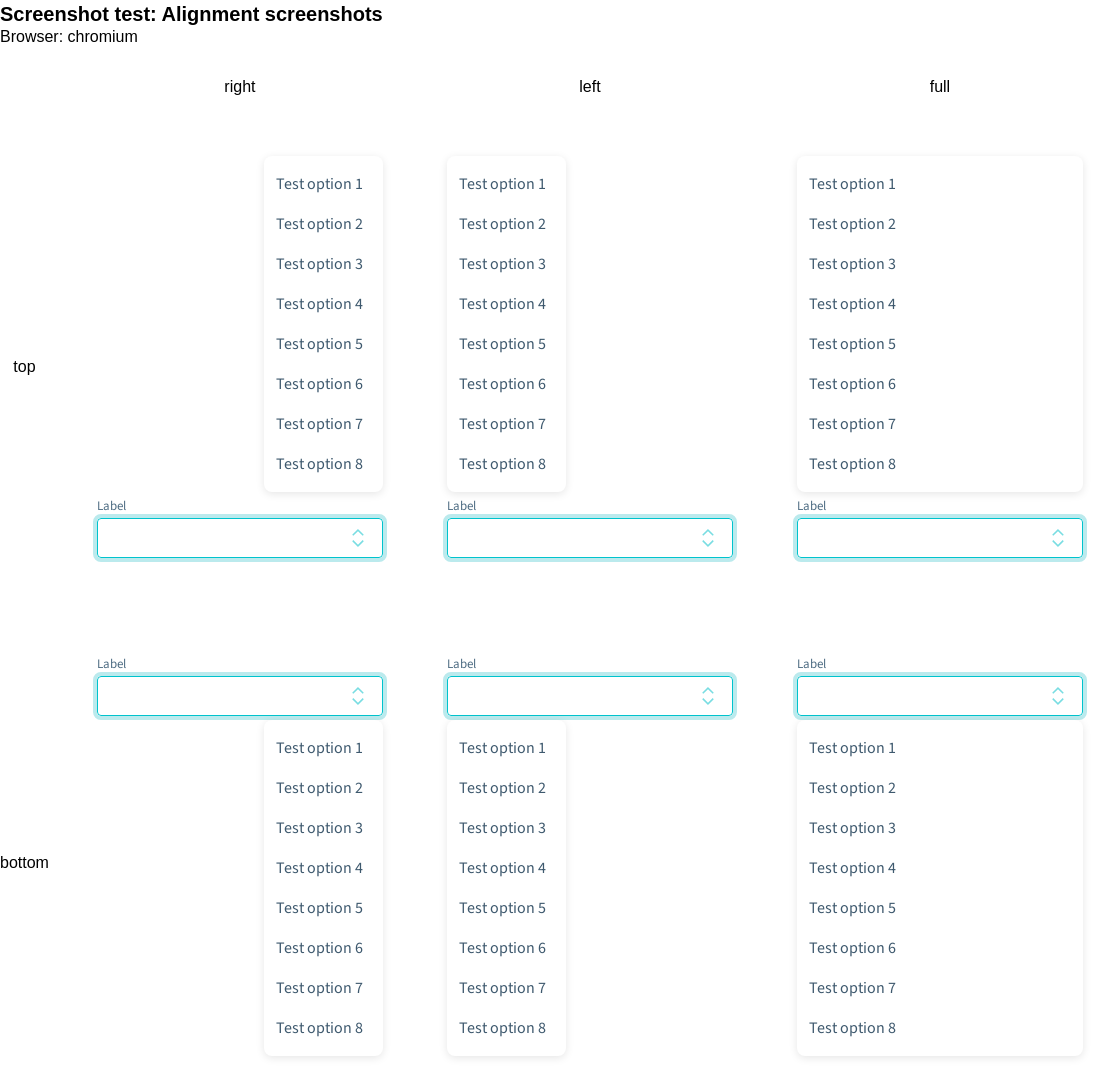 Screenshot test: Alignment screenshots
Browser: chromium
right left full
Test option 1 Test option 1 Test option 1
Test option 2 Test option 2 Test option 2
Test option 3 Test option 3 Test option 3
Test option 4 Test option 4 Test option 4
Test option 5 Test option 5 Test option 5
top
Test option 6 Test option 6 Test option 6
Test option 7 Test option 7 Test option 7
Test option 8 Test option 8 Test option 8
Label Label Label
Label Label Label
Test option 1 Test option 1 Test option 1
Test option 2 Test option 2 Test option 2
Test option 3 Test option 3 Test option 3
bottom
Test option 4 Test option 4 Test option 4
Test option 5 Test option 5 Test option 5
Test option 6 Test option 6 Test option 6
Test option 7 Test option 7 Test option 7
Test option 8 Test option 8 Test option 8